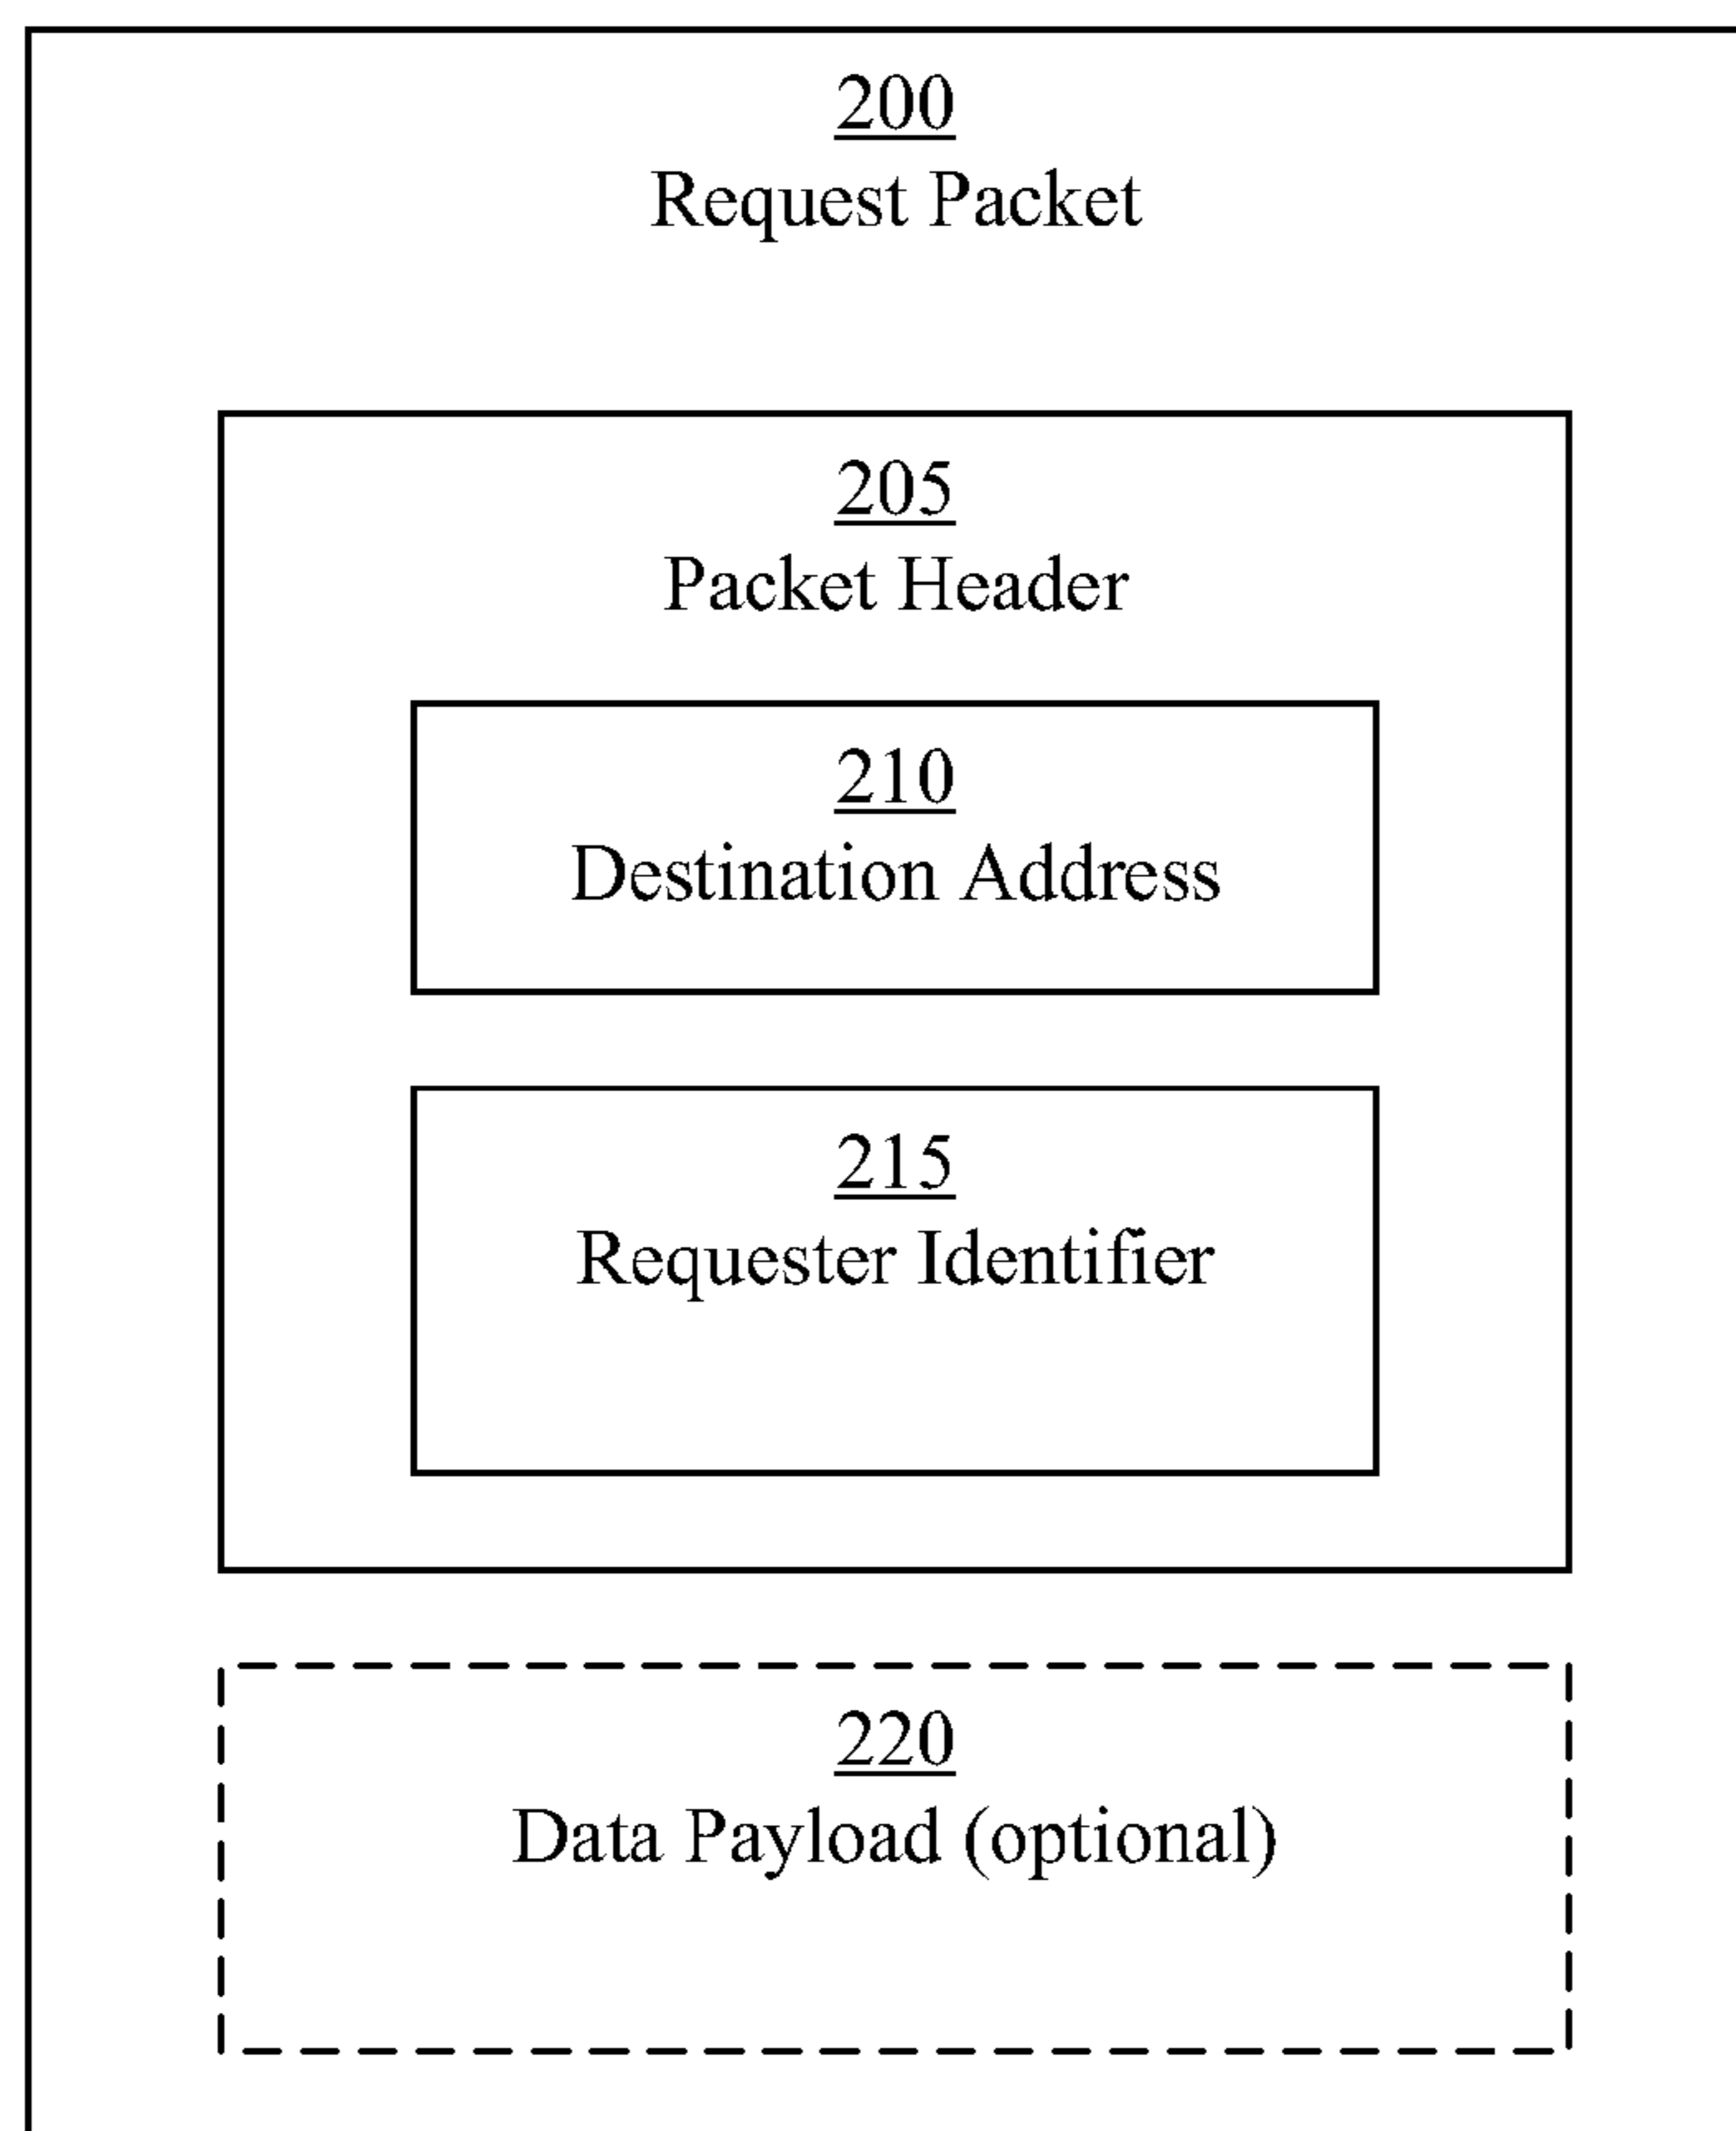 200
Request Packet
205
Packet Header
210
Destination Address
215
Requester Identifier
220
Data Payload (optional)